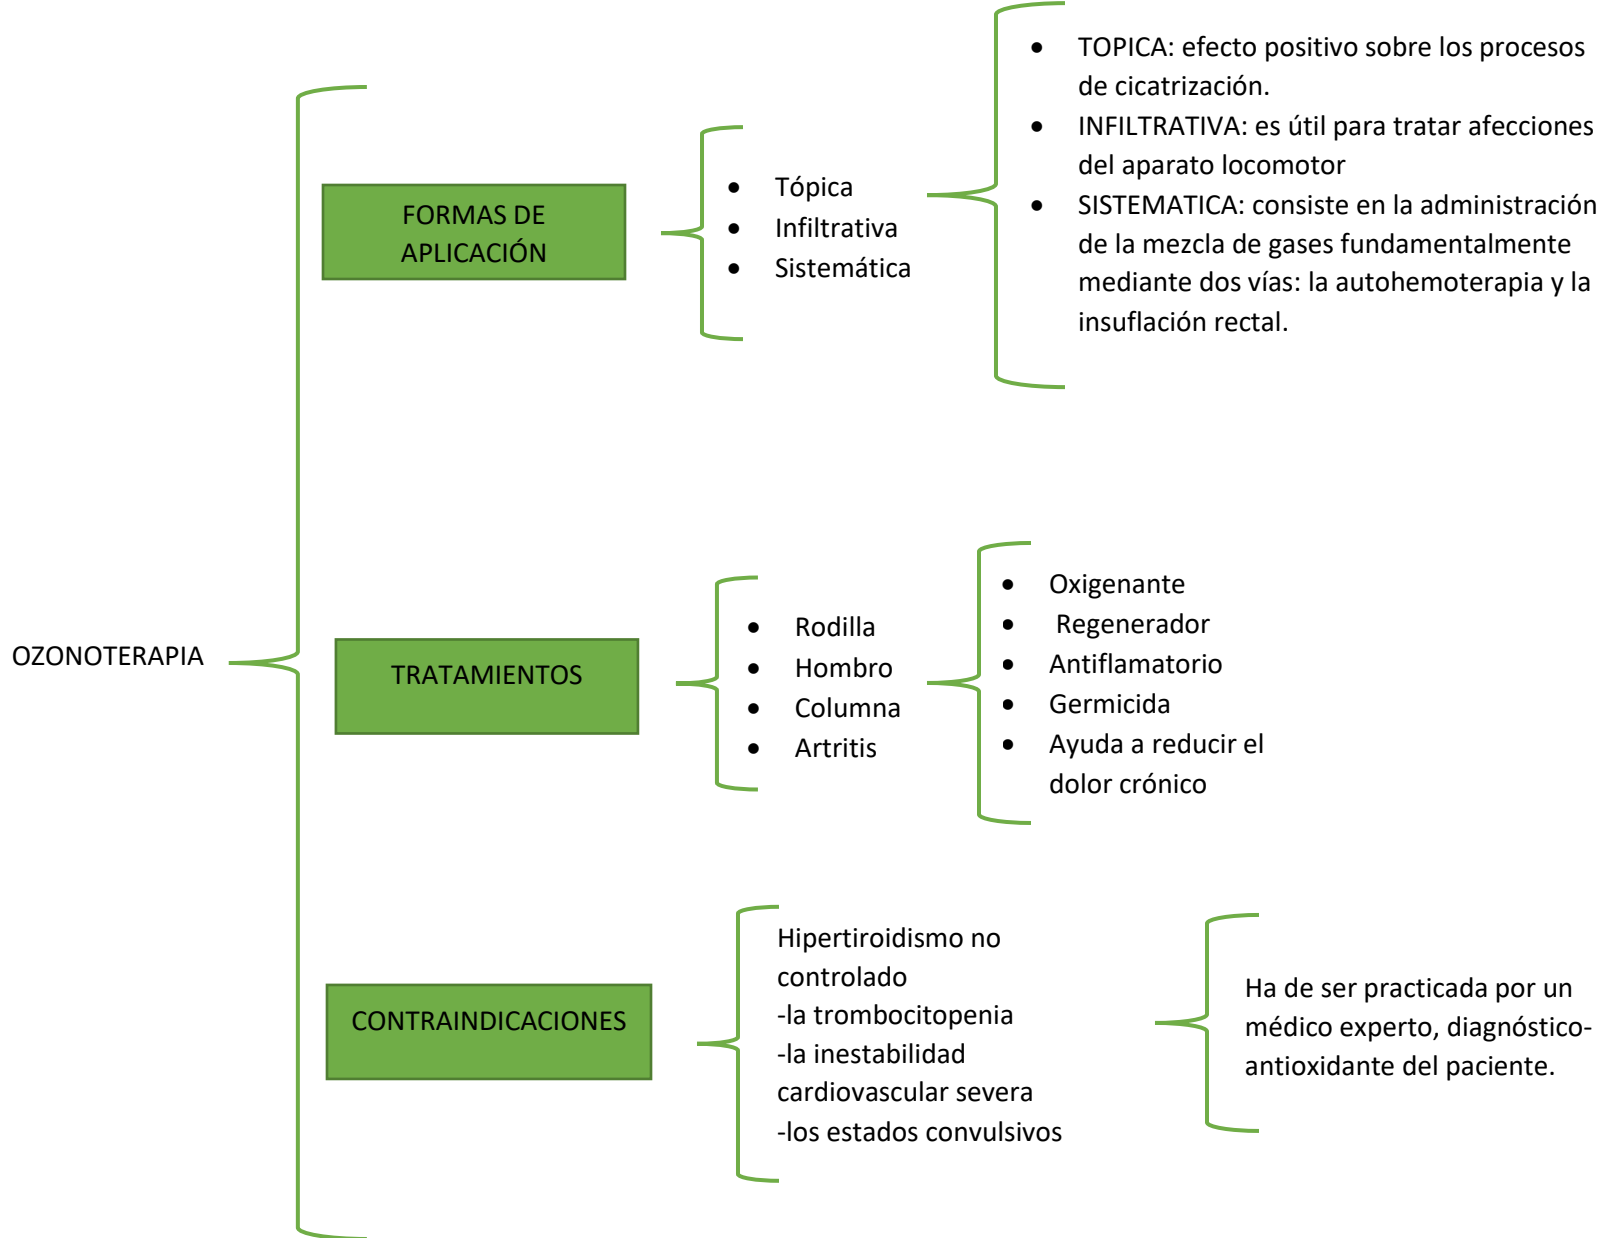 OZONOTERAPIA
FORMAS DE
APLICACIÓN
• Tópica
• Infiltrativa
• Sistemática
• TOPICA: efecto positivo sobre los procesos
de cicatrización.
• INFILTRATIVA: es útil para tratar afecciones
del aparato locomotor
• SISTEMATICA: consiste en la administración
de la mezcla de gases fundamentalmente
mediante dos vías: la autohemoterapia y la
insuflación rectal.
TRATAMIENTOS
• Rodilla
• Hombro
• Columna
• Artritis
• Oxigenante
• Regenerador
• Antiflamatorio
• Germicida
• Ayuda a reducir el
dolor crónico
CONTRAINDICACIONES
Hipertiroidismo no
controlado
-la trombocitopenia
-la inestabilidad
cardiovascular severa
-los estados convulsivos
Ha de ser practicada por un
médico experto, diagnóstico-
antioxidante del paciente.